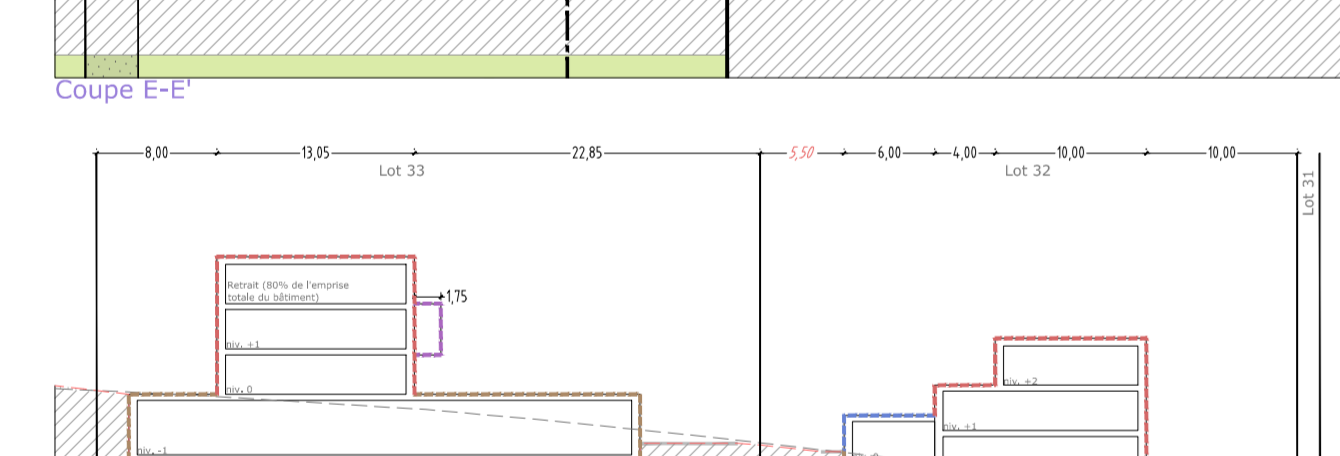 Coupe E-E'
8,00 13,05 22,85 5,50 6,00 4,00 10,00 10,00
Lot 33
Lot 32
Lot 31
Retrait (80% de l'emprise
totale du bâtiment)
1,75
niv. +1
niv. 0
niv. -1
niv. +2
niv. +1